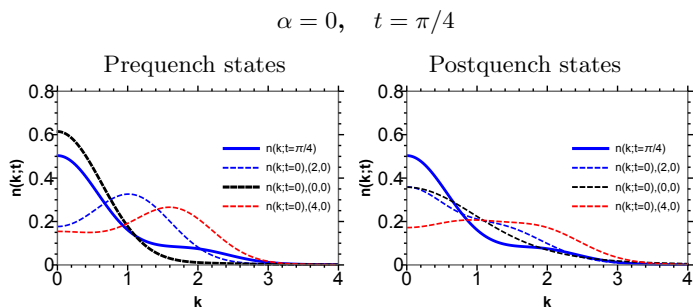 α = 0, t = π/4
Prequench states
Postquench states
n(k;t)
0.8
0.6
0.4
0.2
0
n(k;t=π/4)
n(k;t=0),(2,0)
n(k;t=0),(0,0)
n(k;t=0),(4,0)
0 1 2 3 4
k
n(k;t)
0.8
0.6
0.4
0.2
0
n(k;t=π/4)
n(k;t=0),(2,0)
n(k;t=0),(0,0)
n(k;t=0),(4,0)
0 1 2 3 4
k